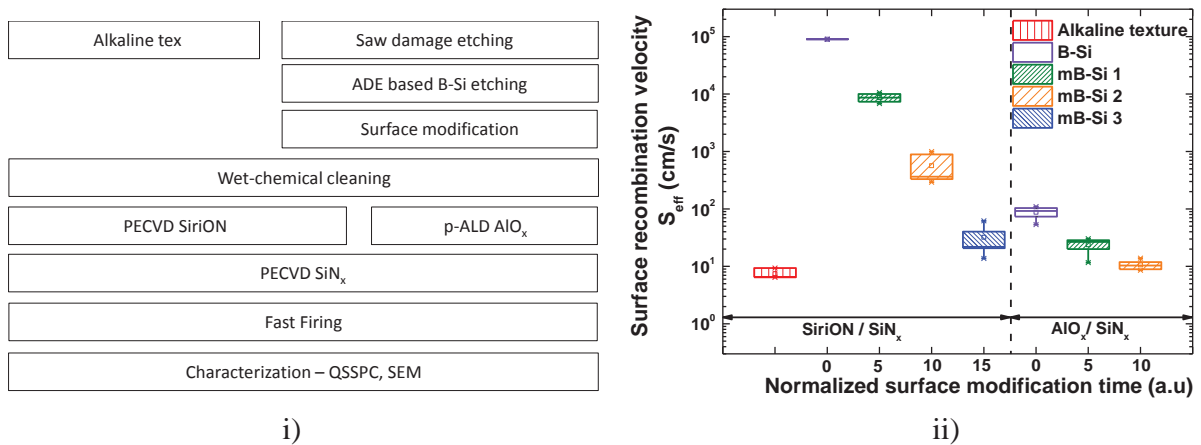 Alkaline tex
Saw damage etching
ADE based B-Si etching
Surface modification
Wet-chemical cleaning
PECVD SiriON
p-ALD AlOx
PECVD SiNx
Fast Firing
Characterization – QSSPC, SEM
i)
Surface recombination velocity
Seff (cm/s)
10^5
10^4
10^3
10^2
10^1
10^0
Alkaline texture
B-Si
mB-Si 1
mB-Si 2
mB-Si 3
SiriON / SiNx
AlOx/ SiNx
0 5 10 15 0 5 10
Normalized surface modification time (a.u)
ii)